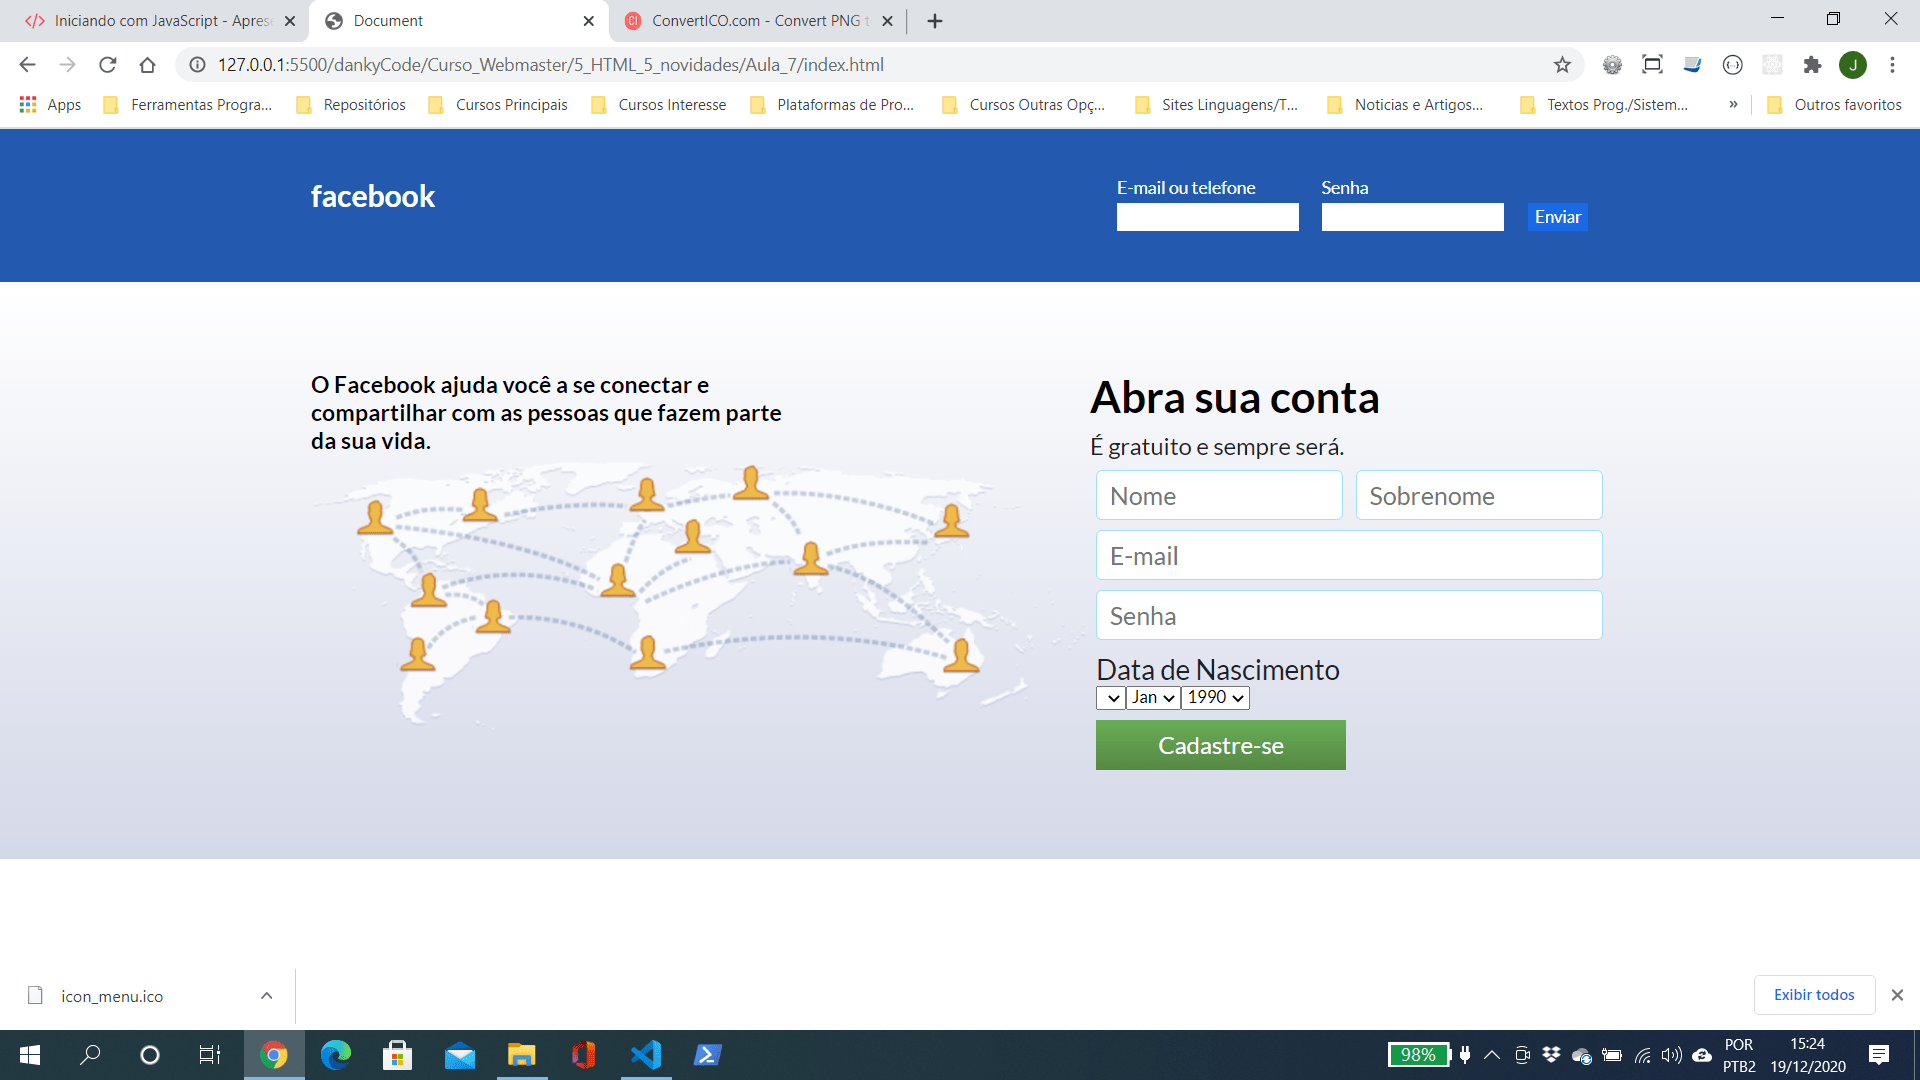 Iniciando com JavaScript - Aprese
Document
ConvertICO.com - Convert PNG t
127.0.0.1:5500/dankyCode/Curso_Webmaster/5_HTML_5_novidades/Aula_7/index.html
J
Apps
Ferramentas Progra...
Repositórios
Cursos Principais
Cursos Interesse
Plataformas de Pro...
Cursos Outras Opç...
Sites Linguagens/T...
Noticias e Artigos...
Textos Prog./Sistem...
»
Outros favoritos
facebook
E-mail ou telefone
Senha
Enviar
O Facebook ajuda você a se conectar e
compartilhar com as pessoas que fazem parte
da sua vida.
Abra sua conta
É gratuito e sempre será.
Nome
Sobrenome
E-mail
Senha
Data de Nascimento
Jan
1990
Cadastre-se
icon_menu.ico
Exibir todos
98%
POR
PTB2
15:24
19/12/2020